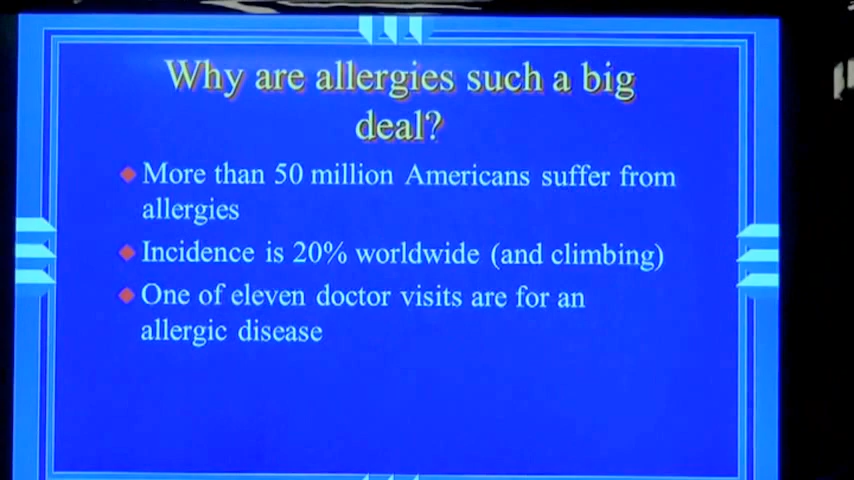 Why are allergies such a big
deal?
More than 50 million Americans suffer from
allergies
Incidence is 20% worldwide (and climbing)
One of eleven doctor visits are for an
allergic disease